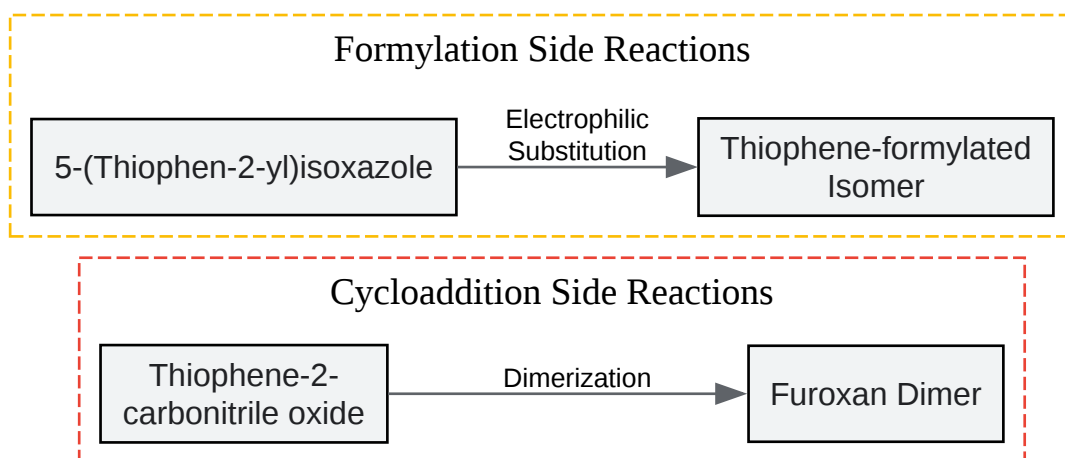 Formylation Side Reactions
5-(Thiophen-2-yl)isoxazole
Electrophilic
Substitution
Thiophene-formylated
Isomer
Cycloaddition Side Reactions
Thiophene-2-
carbonitrile oxide
Dimerization
Furoxan Dimer